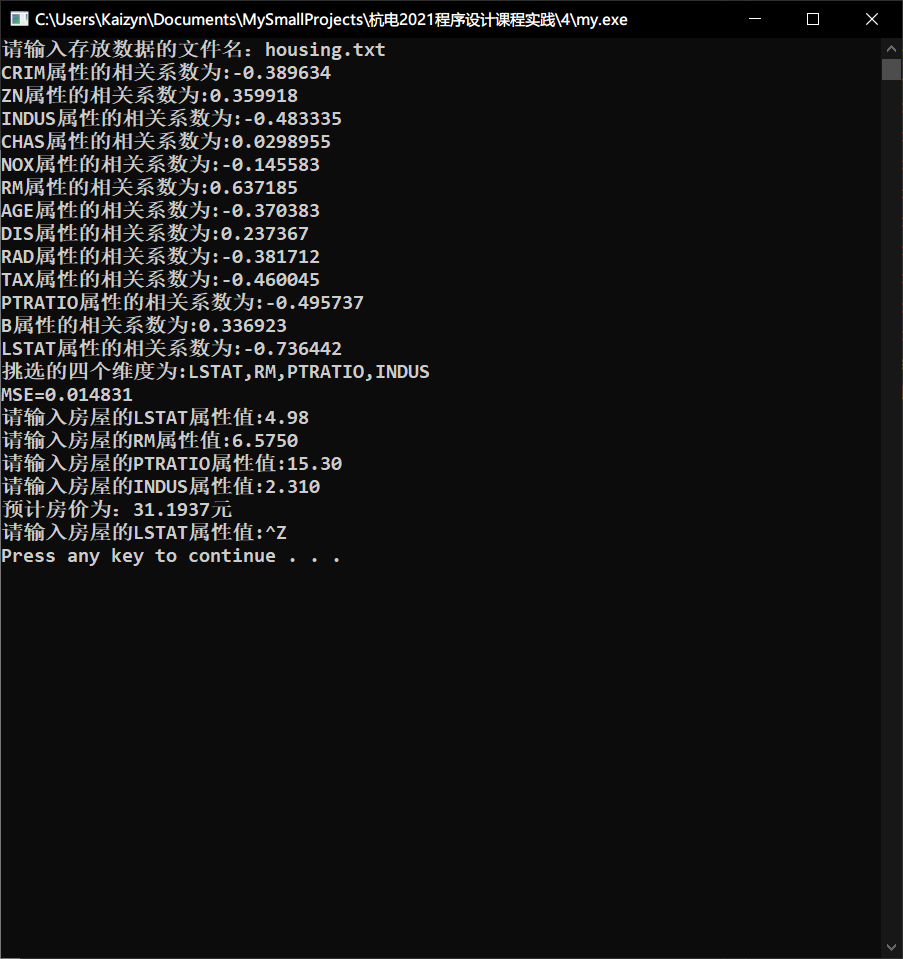 C:\Users\Kaizyn\Documents\MySmallProjects\杭电2021程序设计课程实践\4\my.exe
请输入存放数据的文件名：housing.txt
CRIM属性的相关系数为:-0.389634
ZN属性的相关系数为:0.359918
INDUS属性的相关系数为:-0.483335
CHAS属性的相关系数为:0.0298955
NOX属性的相关系数为:-0.145583
RM属性的相关系数为:0.637185
AGE属性的相关系数为:-0.370383
DIS属性的相关系数为:0.237367
RAD属性的相关系数为:-0.381712
TAX属性的相关系数为:-0.460045
PTRATIO属性的相关系数为:-0.495737
B属性的相关系数为:0.336923
LSTAT属性的相关系数为:-0.736442
挑选的四个维度为:LSTAT,RM,PTRATIO,INDUS
MSE=0.014831
请输入房屋的LSTAT属性值:4.98
请输入房屋的RM属性值:6.5750
请输入房屋的PTRATIO属性值:15.30
请输入房屋的INDUS属性值:2.310
预计房价为：31.1937元
请输入房屋的LSTAT属性值:^Z
Press any key to continue . . .